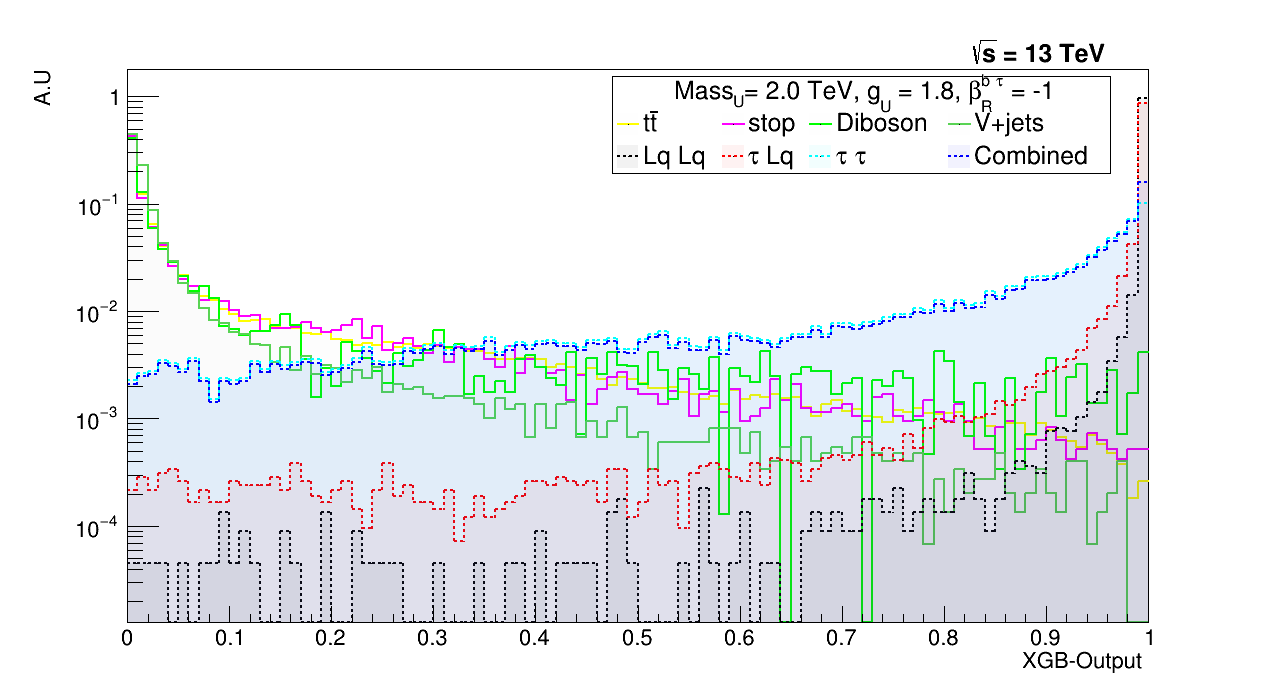 √s = 13 TeV
A.U
Mass_U = 2.0 TeV, g_U = 1.8, β_R^{b τ} = -1
tt̄ stop Diboson V+jets
Lq Lq τ Lq τ τ Combined
1
10⁻¹
10⁻²
10⁻³
10⁻⁴
0 0.1 0.2 0.3 0.4 0.5 0.6 0.7 0.8 0.9 1
XGB-Output